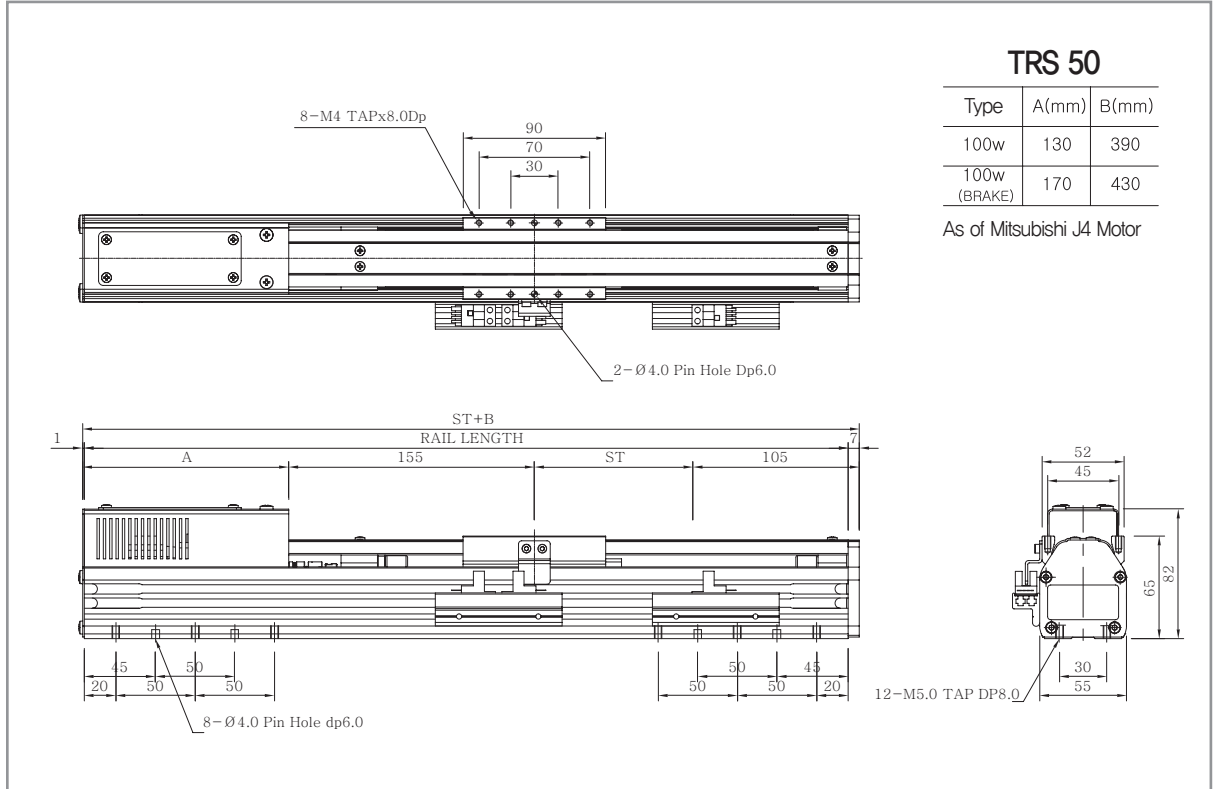 TRS 50
Type A(mm) B(mm)
100w 130 390
100w (BRAKE) 170 430
As of Mitsubishi J4 Motor
8-M4 TAPx8.0Dp
90
70
30
2-Ø4.0 Pin Hole Dp6.0
ST+B
1 RAIL LENGTH 7
A 155 ST 105
45 50 50 45
20 50 50 50 50 20
8-Ø4.0 Pin Hole dp6.0
52
45
65 82
30
55
12-M5.0 TAP DP8.0